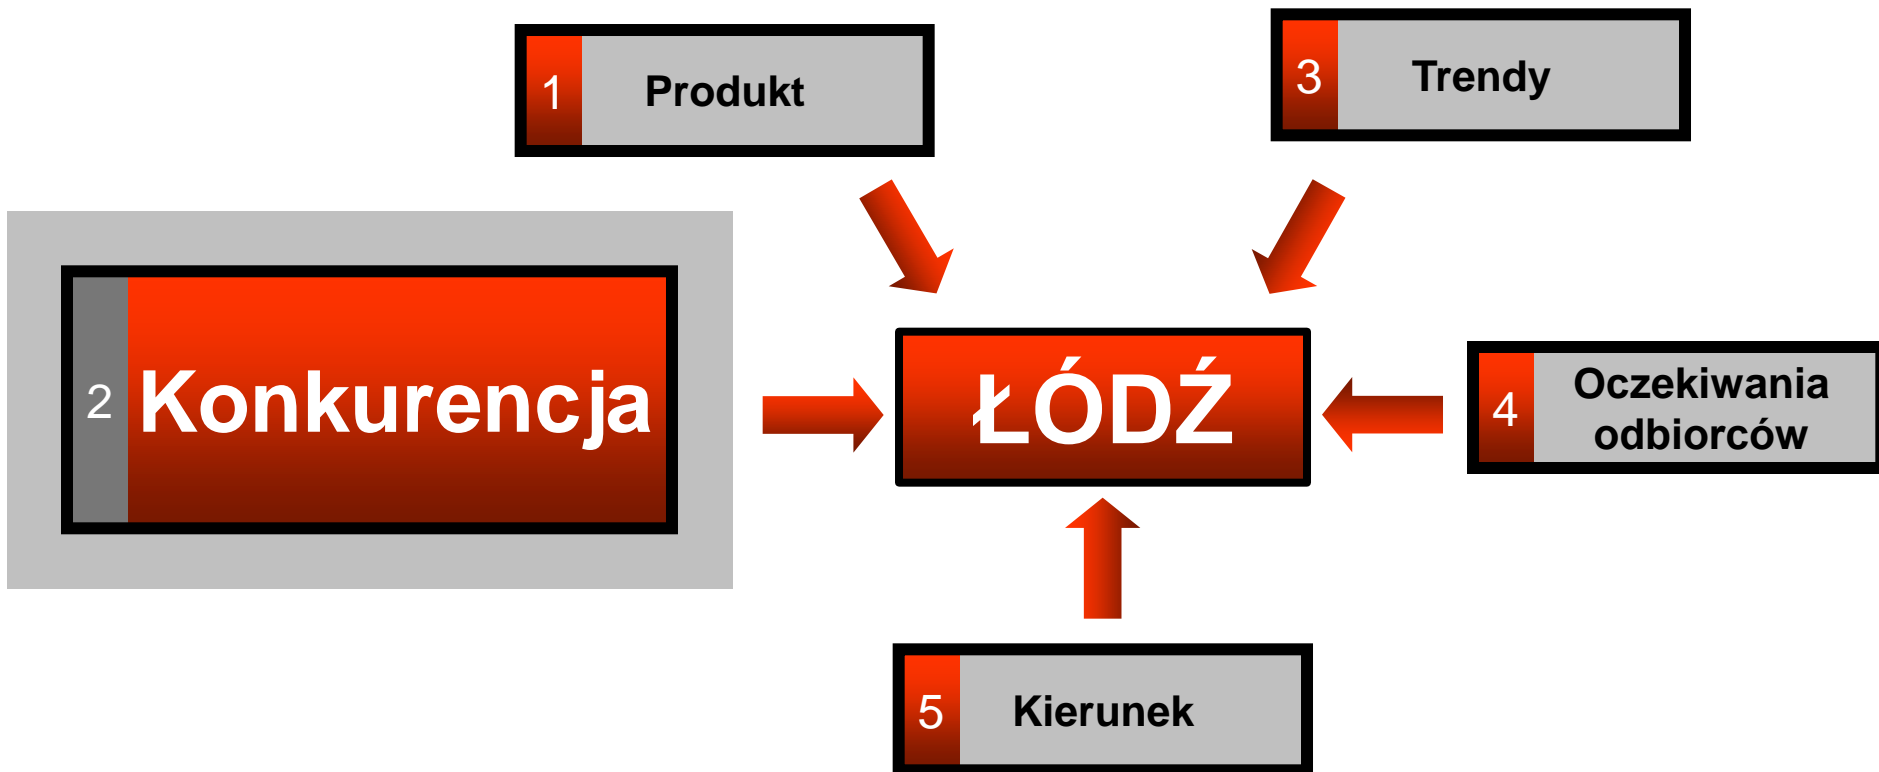 1 Produkt
3 Trendy
2 Konkurencja
ŁÓDŹ
4 Oczekiwania
odbiorców
5 Kierunek